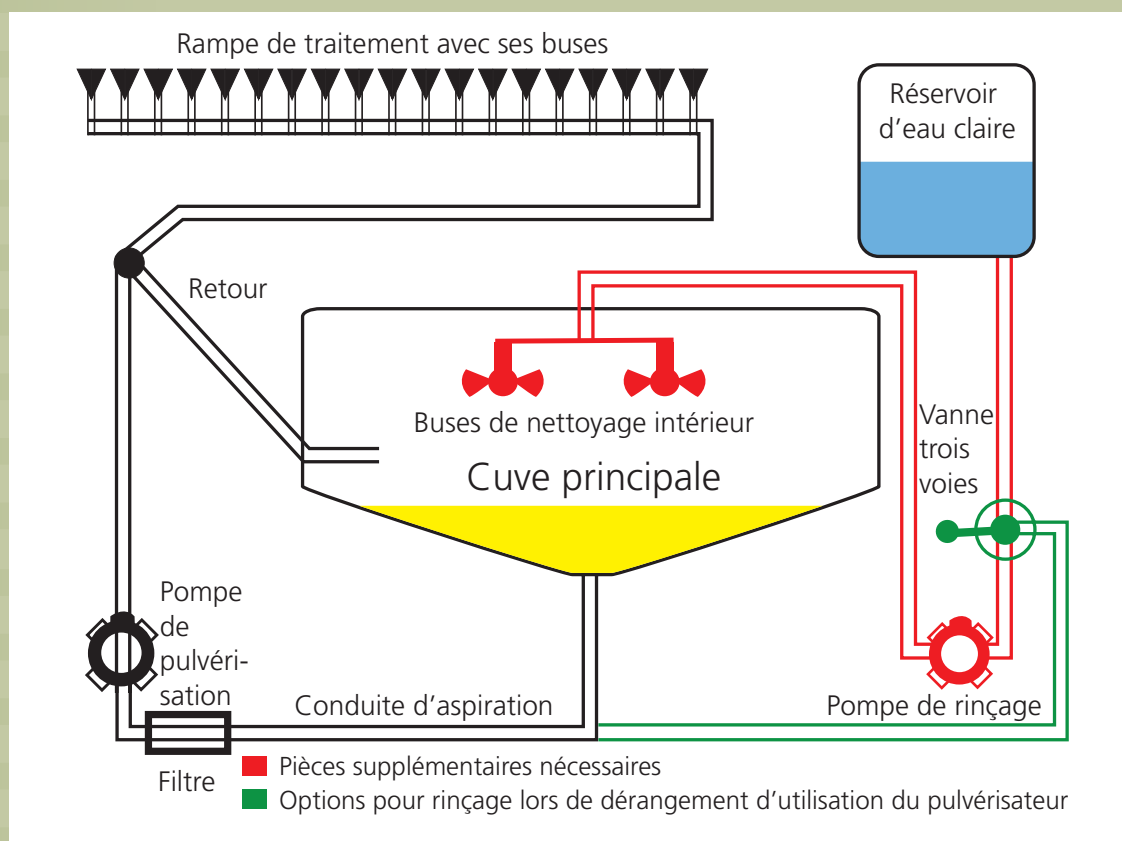 Rampe de traitement avec ses buses
Réservoir
d'eau claire
Retour
Buses de nettoyage intérieur
Cuve principale
Vanne
trois
voies
Pompe
de
pulvéri-
sation
Conduite d'aspiration
Pompe de rinçage
Filtre
Pièces supplémentaires nécessaires
Options pour rinçage lors de dérangement d'utilisation du pulvérisateur